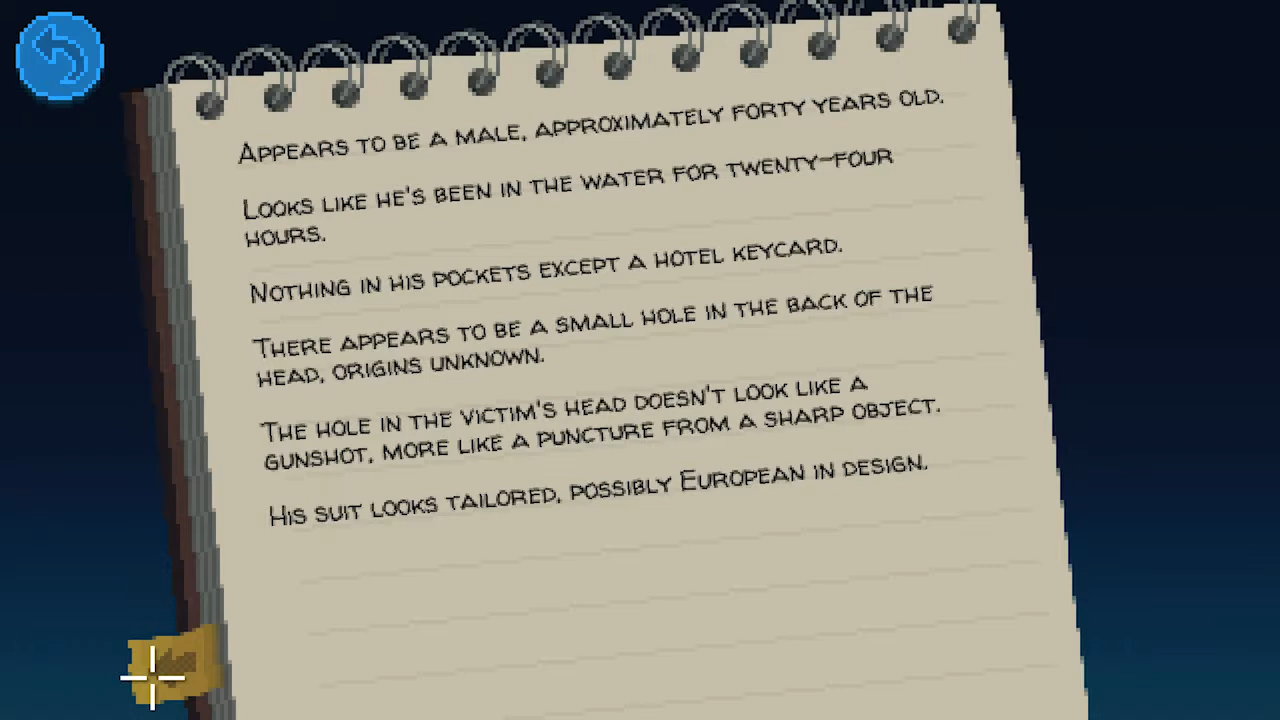 Appears to be a male, approximately forty years old.
Looks like he's been in the water for twenty-four
hours.
Nothing in his pockets except a hotel keycard.
There appears to be a small hole in the back of the
head, origins unknown.
The hole in the victim's head doesn't look like a
gunshot, more like a puncture from a sharp object.
His suit looks tailored, possibly European in design.